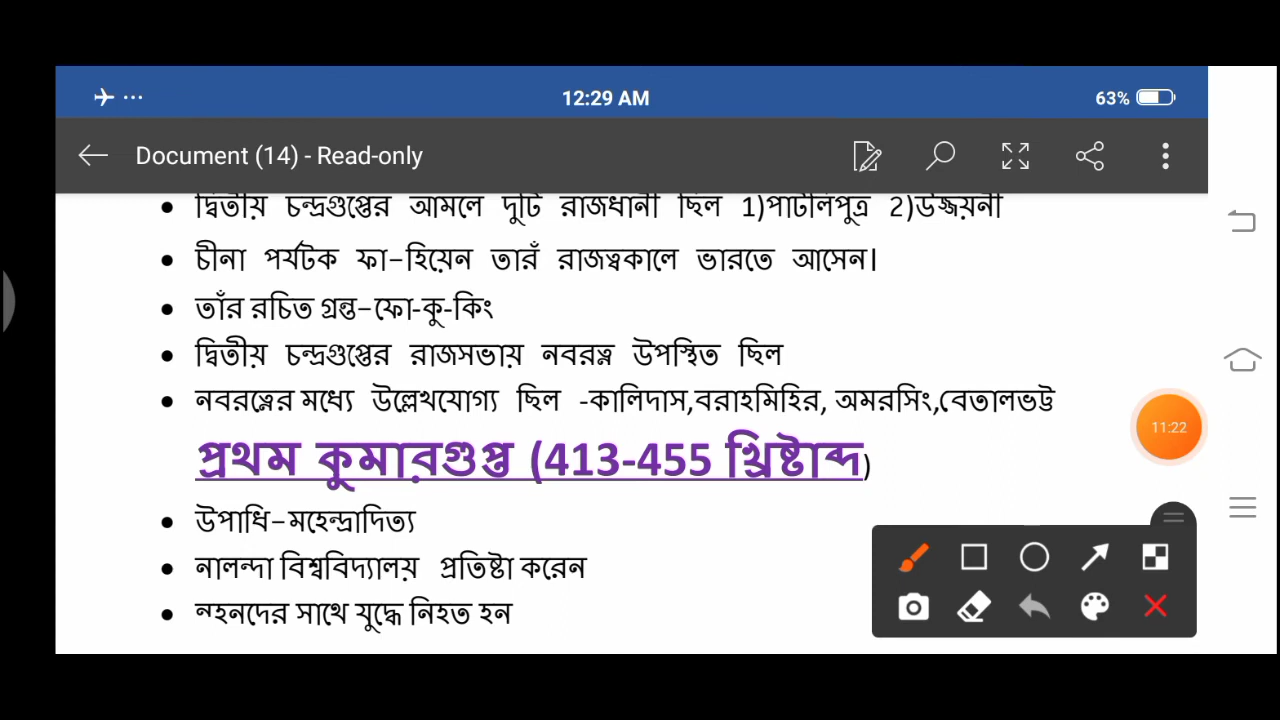 12:29 AM
63%
Document (14) - Read-only
দ্বিতীয় চন্দ্রগুপ্তের আমলে দুটি রাজধানী ছিল 1)পাটলিপুত্র 2)উজ্জয়নী
চীনা পর্যটক ফা–হিয়েন তারঁ রাজত্বকালে ভারতে আসেন।
তাঁর রচিত গ্রন্ত–ফো-কু-কিং
দ্বিতীয় চন্দ্রগুপ্তের রাজসভায় নবরত্ন উপস্থিত ছিল
নবরত্নের মধ্যে উল্লেখযোগ্য ছিল -কালিদাস,বরাহমিহির, অমরসিং,বেতালভট্ট
11:22
প্রথম কুমারগুপ্ত (413-455 খ্রিষ্টাব্দ)
উপাধি–মহেন্দ্রাদিত্য
নালন্দা বিশ্ববিদ্যালয় প্রতিষ্টা করেন
সাথে যুদ্ধে নিহত হন